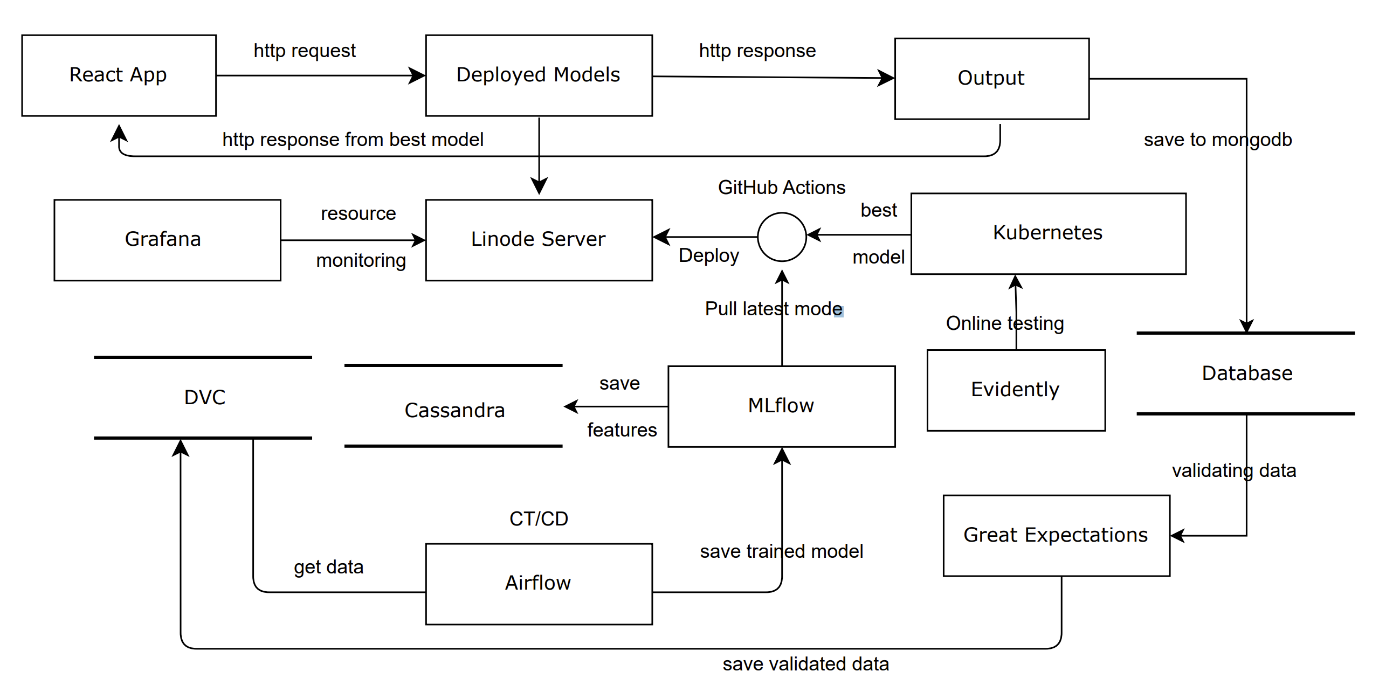 http request
http response
React App
Deployed Models
Output
http response from best model
save to mongodb
GitHub Actions
resource
best
Grafana
Linode Server
Kubernetes
monitoring
Deploy
model
Pull latest mode
Online testing
DVC
Cassandra
save
MLflow
Evidently
Database
features
validating data
CT/CD
Great Expectations
get data
Airflow
save trained model
save validated data